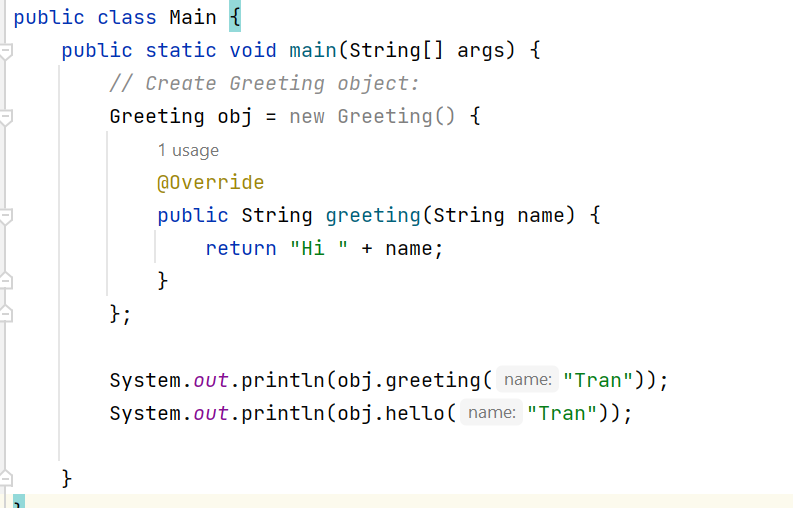 public class Main {
    public static void main(String[] args) {
        // Create Greeting object:
        Greeting obj = new Greeting() {
            1 usage
            @Override
            public String greeting(String name) {
                return "Hi " + name;
            }
        };

        System.out.println(obj.greeting( name: "Tran"));
        System.out.println(obj.hello( name: "Tran"));

    }
}